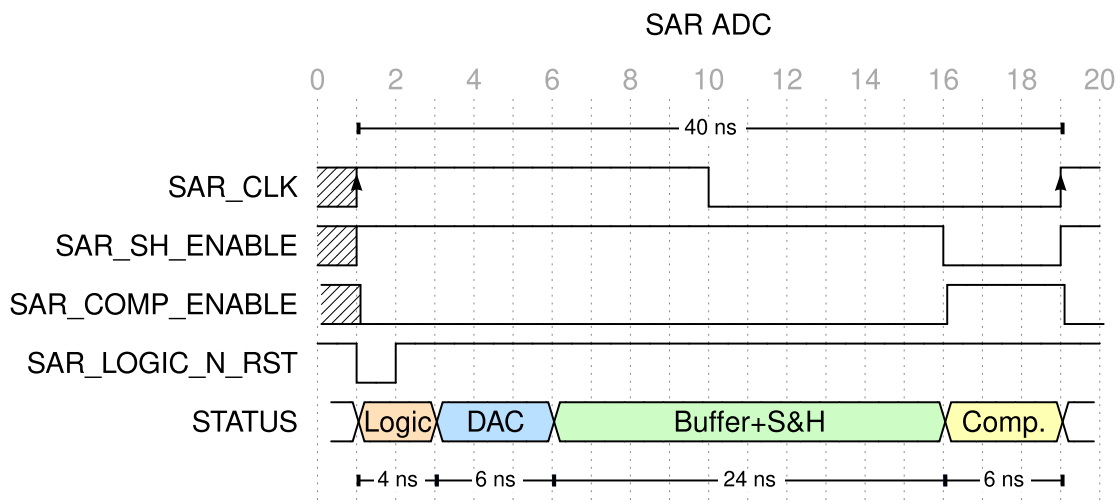 SAR ADC
0 2 4 6 8 10 12 14 16 18 20
40 ns
SAR_CLK
SAR_SH_ENABLE
SAR_COMP_ENABLE
SAR_LOGIC_N_RST
STATUS Logic DAC Buffer+S&H Comp.
4 ns 6 ns 24 ns 6 ns